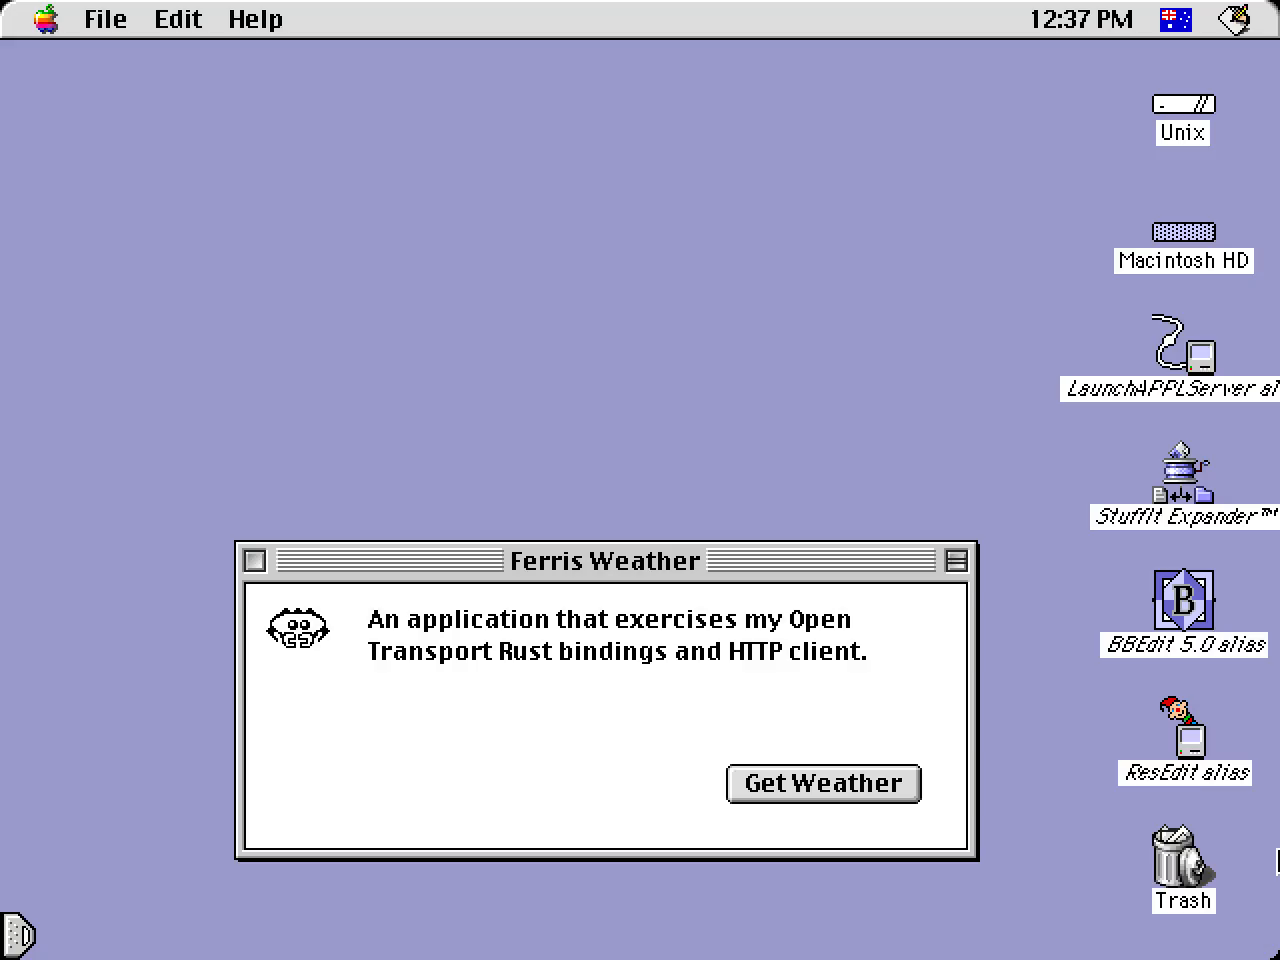 File Edit Help 12:37 PM
Unix
Macintosh HD
LaunchAPPLServer al
StuffIt Expander™
Ferris Weather
An application that exercises my Open
Transport Rust bindings and HTTP client.
Get Weather
B
BBEdit 5.0 alias
ResEdit alias
Trash